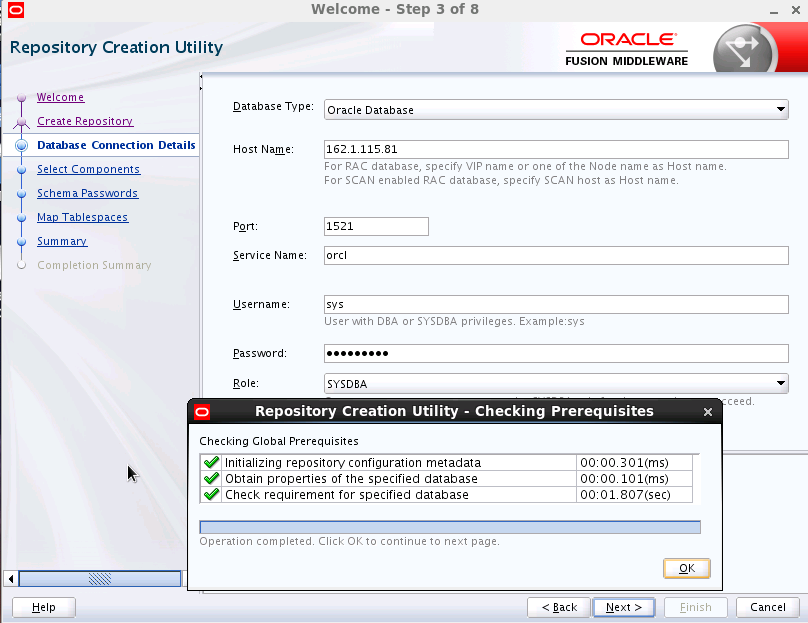 Welcome - Step 3 of 8
Repository Creation Utility
ORACLE
FUSION MIDDLEWARE
Welcome
Create Repository
Database Connection Details
Select Components
Schema Passwords
Map Tablespaces
Summary
Completion Summary
Database Type: Oracle Database
Host Name: 162.1.115.81
For RAC database, specify VIP name or one of the Node name as Host name.
For SCAN enabled RAC database, specify SCAN host as Host name.
Port: 1521
Service Name: orcl
Username: sys
User with DBA or SYSDBA privileges. Example:sys
Password: •••••••••
Role: SYSDBA
ceed.
Repository Creation Utility - Checking Prerequisites
Checking Global Prerequisites
Initializing repository configuration metadata 00:00.301(ms)
Obtain properties of the specified database 00:00.101(ms)
Check requirement for specified database 00:01.807(sec)
Operation completed. Click OK to continue to next page.
OK
Help < Back Next > Finish Cancel